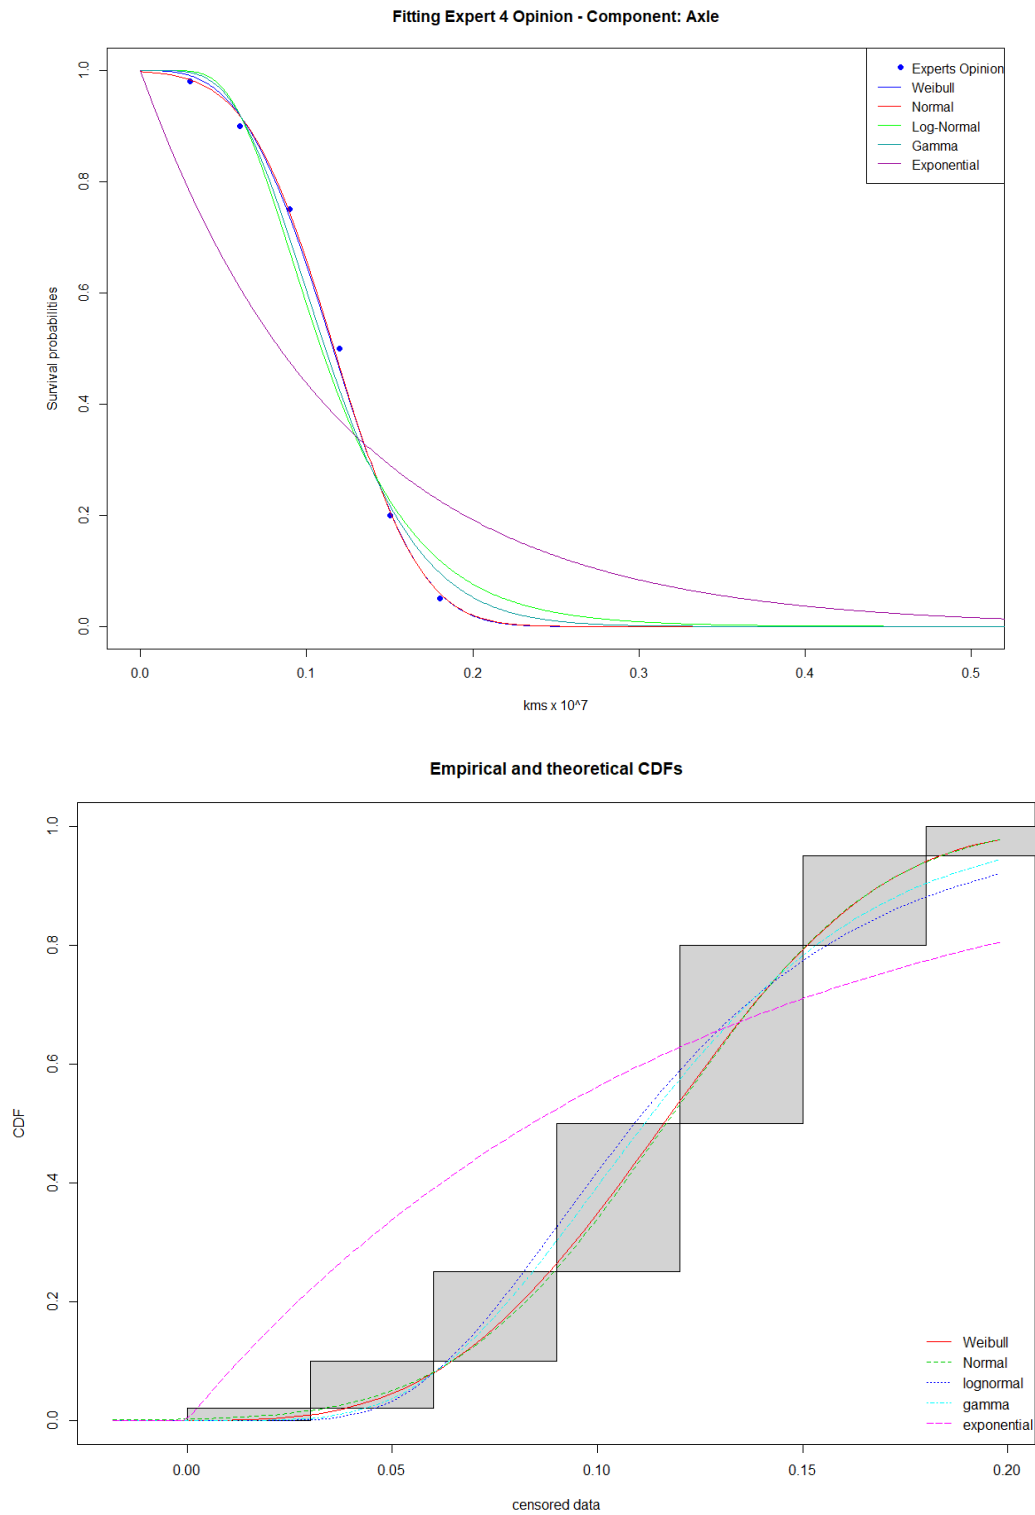 Fitting Expert 4 Opinion - Component: Axle
Survival probabilities
1.0
0.8
0.6
0.4
0.2
0.0
Experts Opinion
Weibull
Normal
Log-Normal
Gamma
Exponential
0.0 0.1 0.2 0.3 0.4 0.5
kms x 10^7
Empirical and theoretical CDFs
CDF
1.0
0.8
0.6
0.4
0.2
0.0
Weibull
Normal
lognormal
gamma
exponential
0.00 0.05 0.10 0.15 0.20
censored data